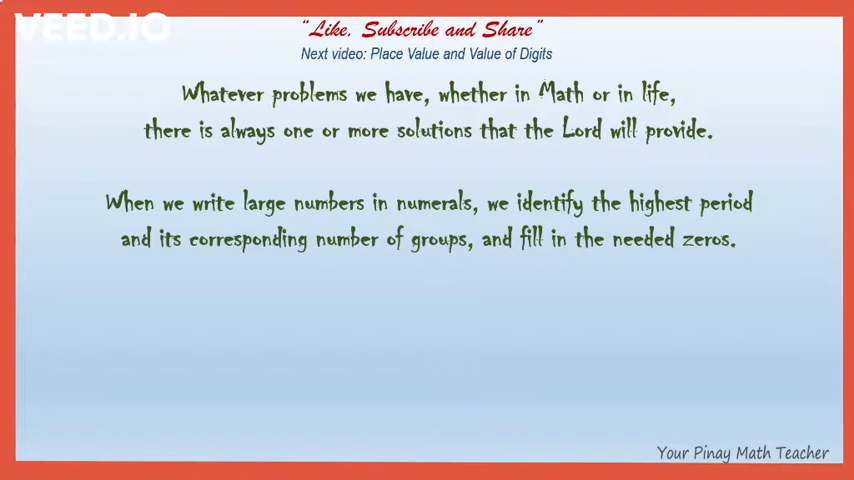 VEED.IO
"Like, Subscribe and Share"
Next video: Place Value and Value of Digits
Whatever problems we have, whether in Math or in life,
there is always one or more solutions that the Lord will provide.
When we write large numbers in numerals, we identify the highest period
and its corresponding number of groups, and fill in the needed zeros.
Your Pinay Math Teacher